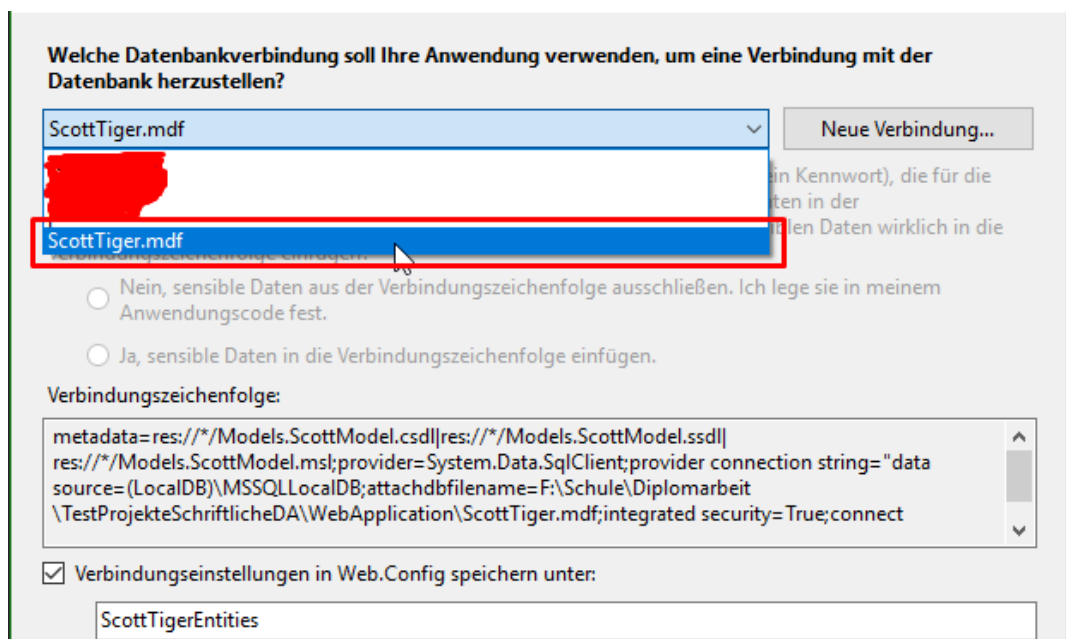 Welche Datenbankverbindung soll Ihre Anwendung verwenden, um eine Verbindung mit der
Datenbank herzustellen?
ScottTiger.mdf
Neue Verbindung...
ein Kennwort), die für die
ten in der
ScottTiger.mdf
iblen Daten wirklich in die
Verbindungszeichenfolge einfügen?
Nein, sensible Daten aus der Verbindungszeichenfolge ausschließen. Ich lege sie in meinem
Anwendungscode fest.
Ja, sensible Daten in die Verbindungszeichenfolge einfügen.
Verbindungszeichenfolge:
metadata=res://*/Models.ScottModel.csdl|res://*/Models.ScottModel.ssdl|
res://*/Models.ScottModel.msl;provider=System.Data.SqlClient;provider connection string="data
source=(LocalDB)\MSSQLLocalDB;attachdbfilename=F:\Schule\Diplomarbeit
\TestProjekteSchriftlicheDA\WebApplication\ScottTiger.mdf;integrated security=True;connect
Verbindungseinstellungen in Web.Config speichern unter:
ScottTigerEntities